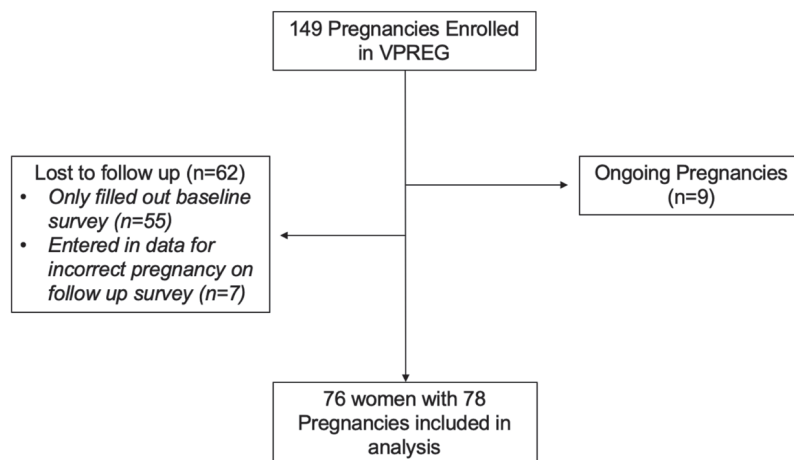 149 Pregnancies Enrolled
in VPREG
Lost to follow up (n=62)
• Only filled out baseline
survey (n=55)
• Entered in data for
incorrect pregnancy on
follow up survey (n=7)
Ongoing Pregnancies
(n=9)
76 women with 78
Pregnancies included in
analysis